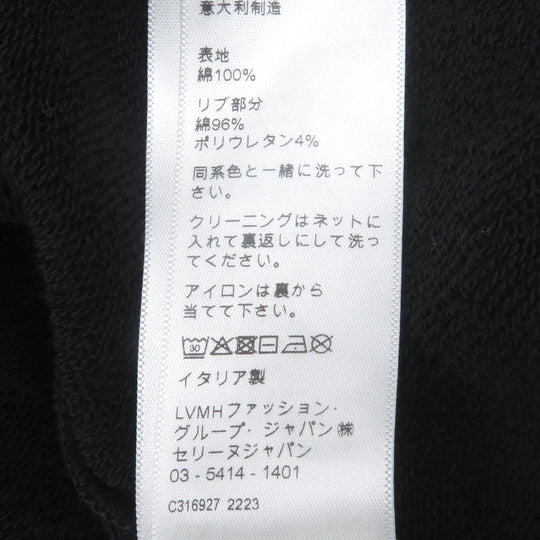 意大利制造
表地
綿100%
リブ部分
綿96%
ポリウレタン4%
同系色と一緒に洗って下
さい。
クリーニングはネットに
入れて裏返しにして洗っ
てください。
アイロンは裏から
当てて下さい。
30
イタリア製
LVMHファッション·
グループ· ジャパン㈱
セリーヌジャパン
03 - 5414 - 1401
C316927 2223